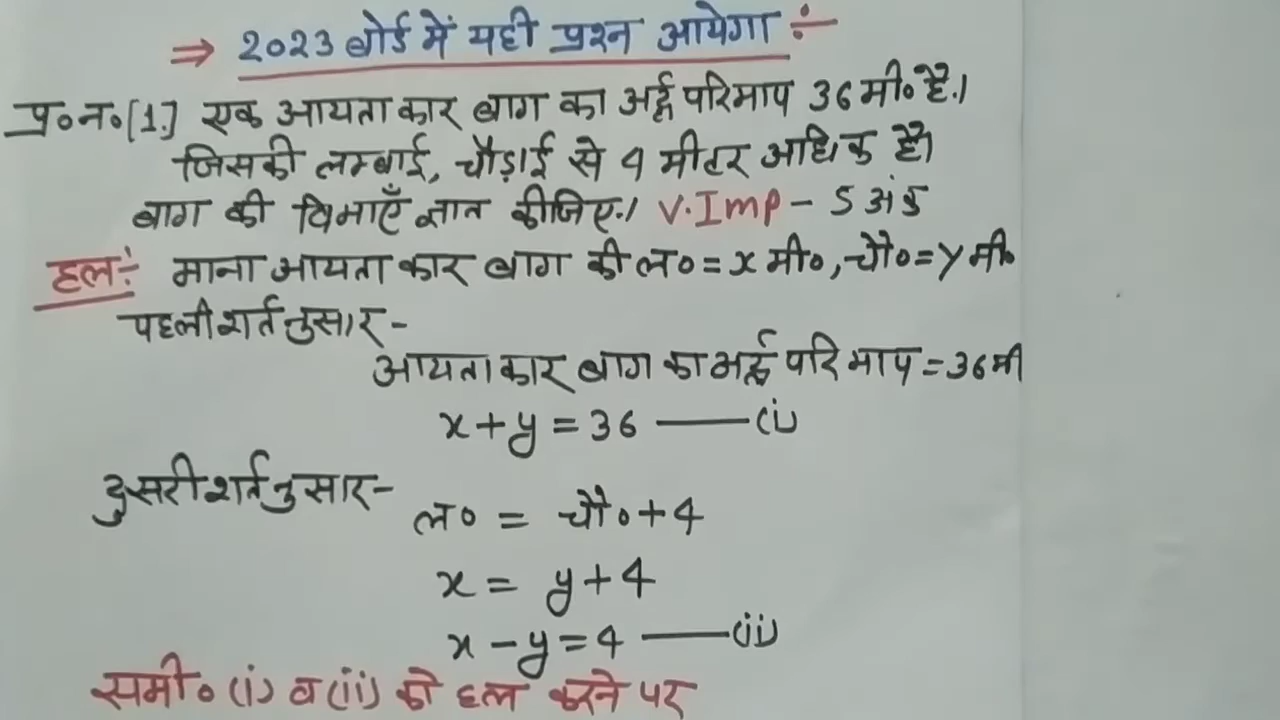 ⇒ 2023 बोर्ड में यही प्रश्न आयेगा÷
प्र०न०[1.] एक आयताकार बाग का अर्द्ध परिमाप 36 मी० है।
जिसकी लम्बाई, चौड़ाई से 4 मीटर अधिक है।
बाग की विमाएँ ज्ञात कीजिए। V.Imp - 5 अंक
हल÷ माना आयताकार बाग की ल० = x मी०, चौ० = y मी०
पहली शर्तनुसार -
आयताकार बाग का अर्द्ध परिमाप = 36 मी
x + y = 36 —— (i)
दुसरी शर्तनुसार -
ल० = चौ० + 4
x = y + 4
x - y = 4 —— (ii)
समी० (i) व (ii) को हल करने पर